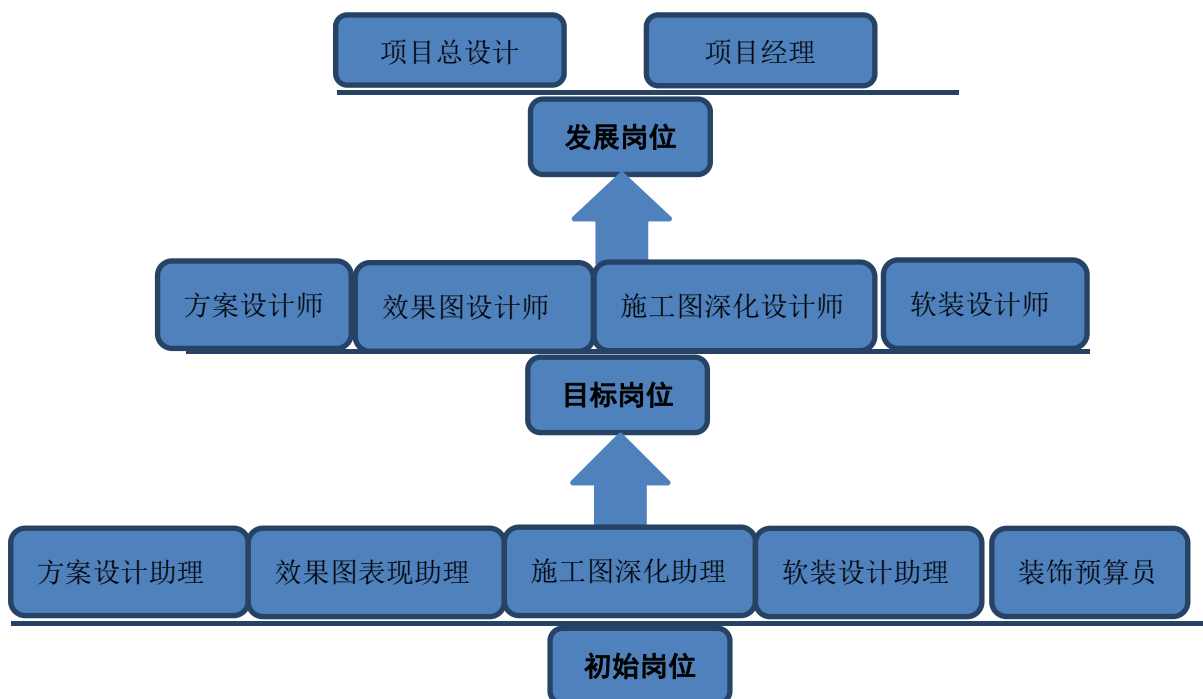 项目总设计 项目经理
发展岗位
方案设计师 效果图设计师 施工图深化设计师 软装设计师
目标岗位
方案设计助理 效果图表现助理 施工图深化助理 软装设计助理 装饰预算员
初始岗位